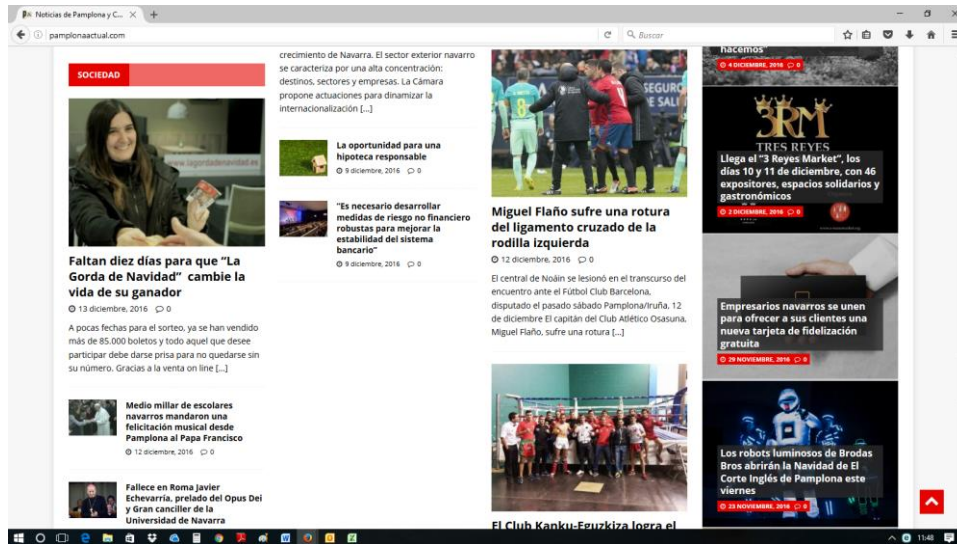 Noticias de Pamplona y C...
pamplonaactual.com
Buscar
SOCIEDAD
www.lagordadenavidad.es
Faltan diez días para que “La
Gorda de Navidad” cambie la
vida de su ganador
13 diciembre, 2016 0
A pocas fechas para el sorteo, ya se han vendido
más de 85.000 boletos y todo aquel que desee
participar debe darse prisa para no quedarse sin
su número. Gracias a la venta on line [...]
Medio millar de escolares
navarros mandaron una
felicitación musical desde
Pamplona al Papa Francisco
12 diciembre, 2016 0
Fallece en Roma Javier
Echevarría, prelado del Opus Dei
y Gran canciller de la
Universidad de Navarra
crecimiento de Navarra. El sector exterior navarro
se caracteriza por una alta concentración:
destinos, sectores y empresas. La Cámara
propone actuaciones para dinamizar la
internacionalización [...]
La oportunidad para una
hipoteca responsable
9 diciembre, 2016 0
“Es necesario desarrollar
medidas de riesgo no financiero
robustas para mejorar la
estabilidad del sistema
bancario”
9 diciembre, 2016 0
SEGURO
DE SALU
Miguel Flaño sufre una rotura
del ligamento cruzado de la
rodilla izquierda
12 diciembre, 2016 0
El central de Noáin se lesionó en el transcurso del
encuentro ante el Fútbol Club Barcelona,
disputado el pasado sábado Pamplona/Iruña, 12
de diciembre El capitán del Club Atlético Osasuna,
Miguel Flaño, sufre una rotura [...]
El Club Kanku-Eguzkiza logra el
hacemos”
4 DICIEMBRE, 2016 0
3RM
TRES REYES
Llega el “3 Reyes Market”, los
días 10 y 11 de diciembre, con 46
expositores, espacios solidarios y
gastronómicos
2 DICIEMBRE, 2016 0
Empresarios navarros se unen
para ofrecer a sus clientes una
nueva tarjeta de fidelización
gratuita
29 NOVIEMBRE, 2016 0
Los robots luminosos de Brodas
Bros abrirán la Navidad de El
Corte Inglés de Pamplona este
viernes
23 NOVIEMBRE, 2016 0
11:48